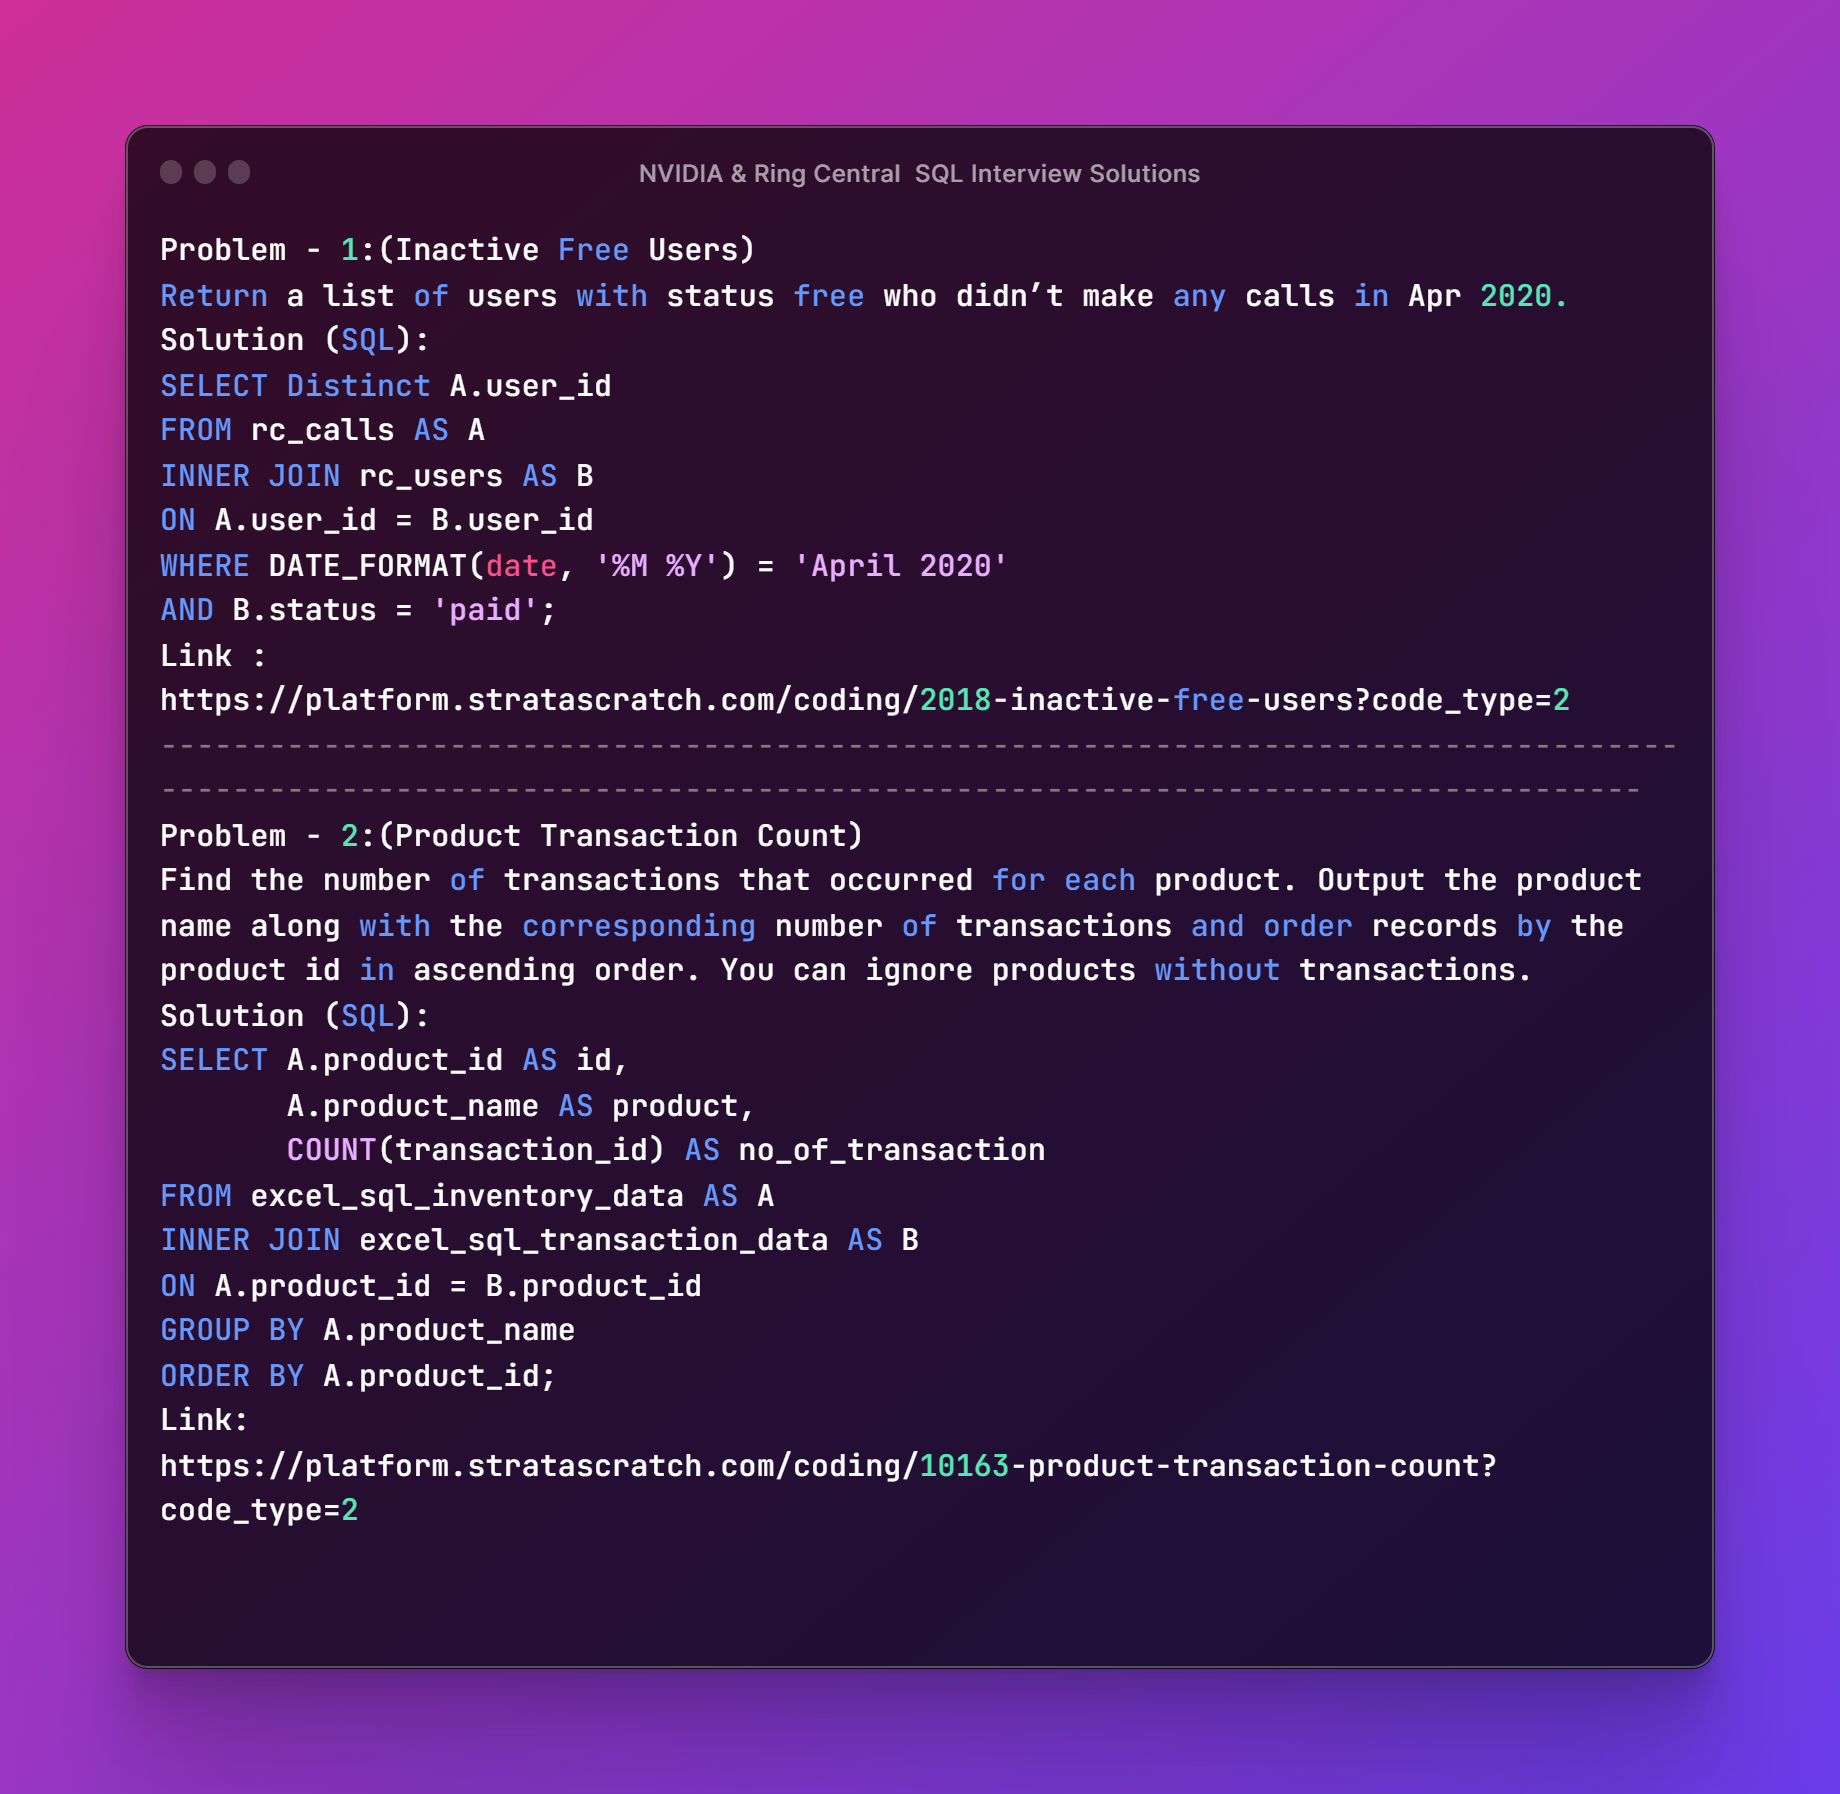 NVIDIA & Ring Central  SQL Interview Solutions
Problem - 1:(Inactive Free Users)
Return a list of users with status free who didn’t make any calls in Apr 2020.
Solution (SQL):
SELECT Distinct A.user_id
FROM rc_calls AS A
INNER JOIN rc_users AS B
ON A.user_id = B.user_id
WHERE DATE_FORMAT(date, '%M %Y') = 'April 2020'
AND B.status = 'paid';
Link :
https://platform.stratascratch.com/coding/2018-inactive-free-users?code_type=2
------------------------------------------------------------------------------------
----------------------------------------------------------------------------------
Problem - 2:(Product Transaction Count)
Find the number of transactions that occurred for each product. Output the product
name along with the corresponding number of transactions and order records by the
product id in ascending order. You can ignore products without transactions.
Solution (SQL):
SELECT A.product_id AS id,
       A.product_name AS product,
       COUNT(transaction_id) AS no_of_transaction
FROM excel_sql_inventory_data AS A
INNER JOIN excel_sql_transaction_data AS B
ON A.product_id = B.product_id
GROUP BY A.product_name
ORDER BY A.product_id;
Link:
https://platform.stratascratch.com/coding/10163-product-transaction-count?
code_type=2